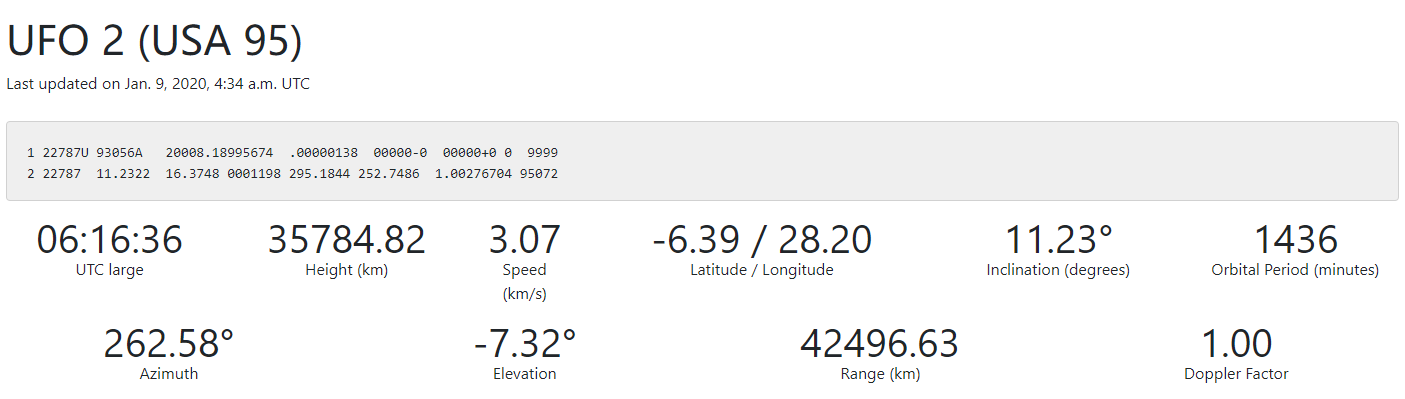 UFO 2 (USA 95)
Last updated on Jan. 9, 2020, 4:34 a.m. UTC
1 22787U 93056A   20008.18995674  .00000138  00000-0  00000+0 0  9999
2 22787  11.2322  16.3748 0001198 295.1844 252.7486  1.00276704 95072
06:16:36 35784.82 3.07 -6.39 / 28.20 11.23° 1436
UTC large Height (km) Speed Latitude / Longitude Inclination (degrees) Orbital Period (minutes)
(km/s)
262.58° -7.32° 42496.63 1.00
Azimuth Elevation Range (km) Doppler Factor